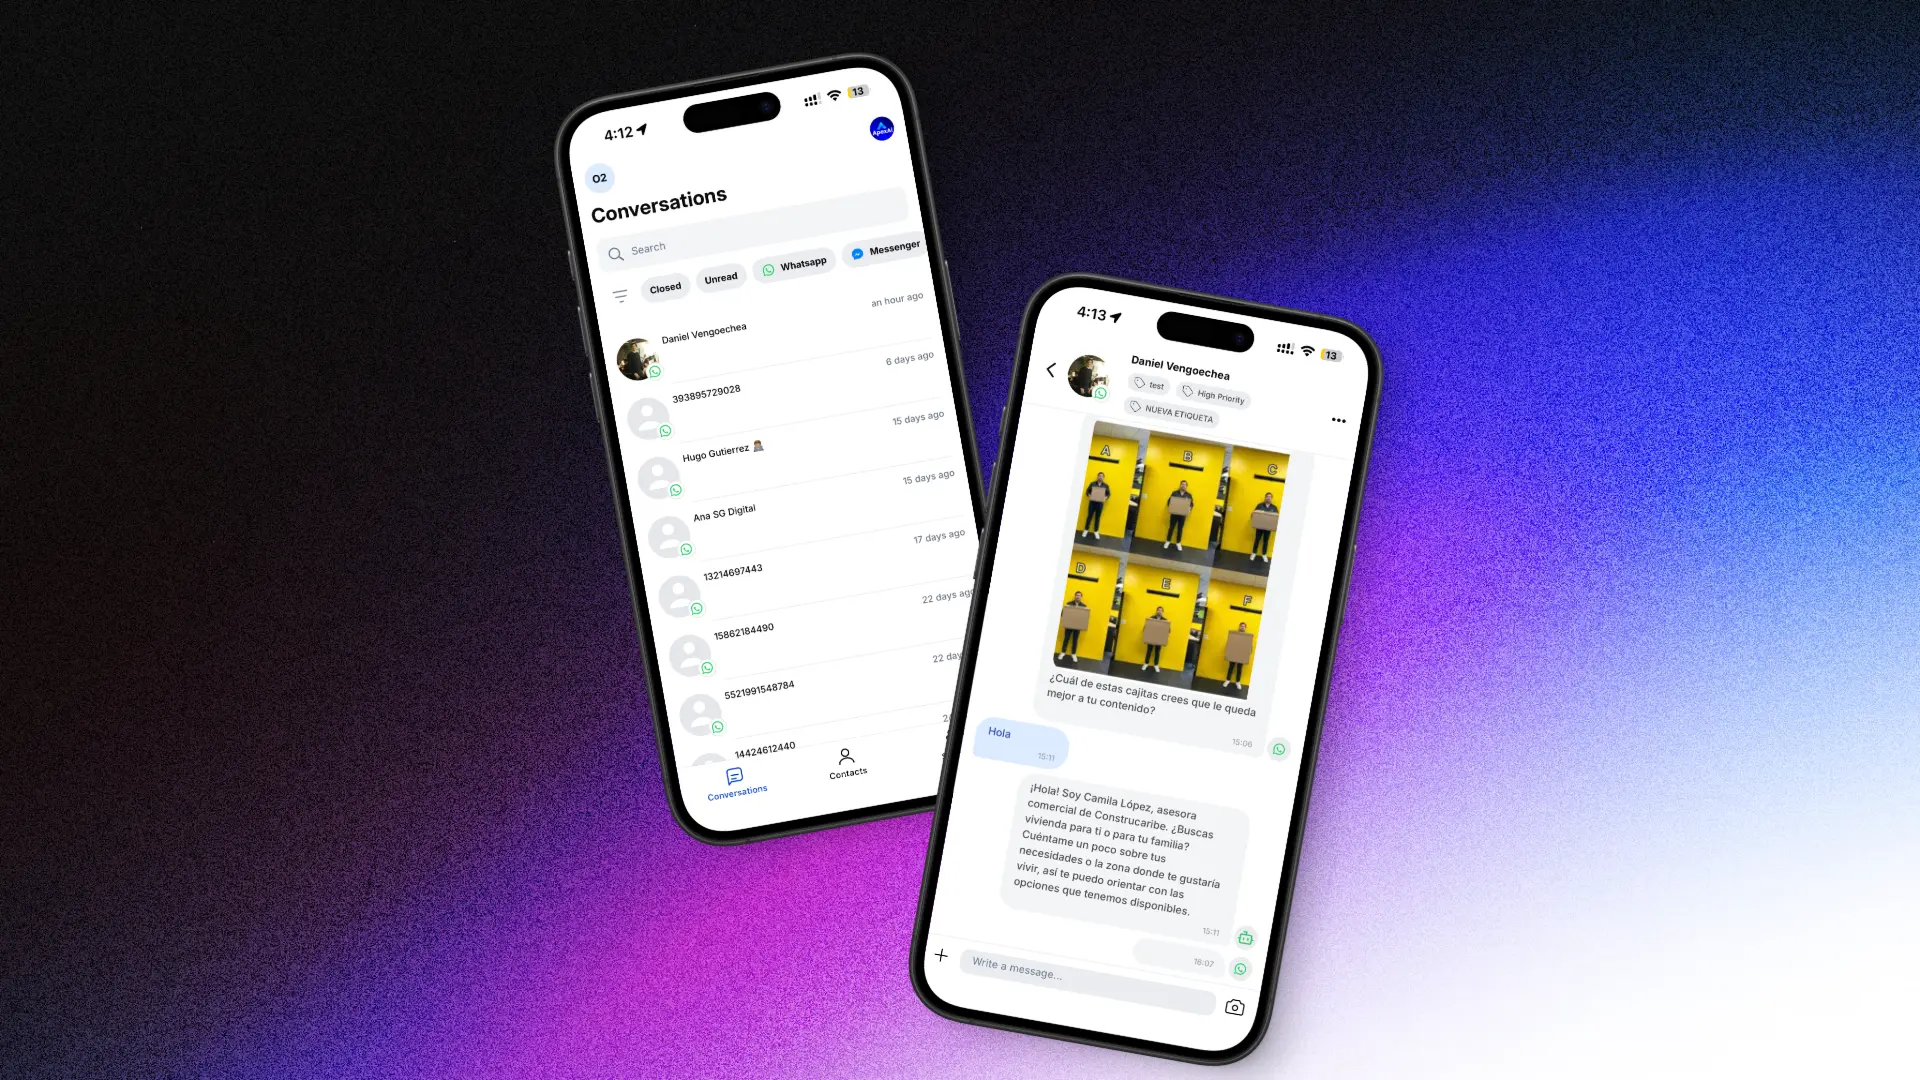 4:12
13
ApexAI
O2
Conversations
Search
Closed
Unread
Whatsapp
Messenger
an hour ago
Daniel Vengoechea
6 days ago
393895729028
15 days ago
Hugo Gutierrez
15 days ago
Ana SG Digital
17 days ago
13214697443
22 days ago
15862184490
22 day
5521991548784
14424612440
Conversations
Contacts
4:13
13
Daniel Vengoechea
test
High Priority
NUEVA ETIQUETA
A
B
C
D
E
F
¿Cuál de estas cajitas crees que le queda
mejor a tu contenido?
15:06
Hola
15:11
¡Hola! Soy Camila López, asesora
comercial de Construcaribe. ¿Buscas
vivienda para ti o para tu familia?
Cuéntame un poco sobre tus
necesidades o la zona donde te gustaría
vivir, así te puedo orientar con las
opciones que tenemos disponibles.
15:11
16:07
Write a message...